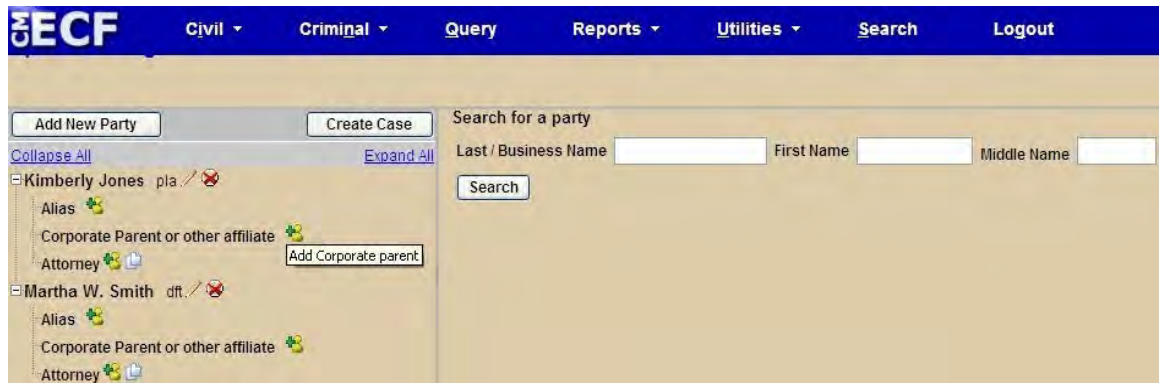 CM ECF Civil Criminal Query Reports Utilities Search Logout
Add New Party Create Case
Collapse All Expand All
Kimberly Jones pla
Alias
Corporate Parent or other affiliate
Add Corporate parent
Attorney
Martha W. Smith dft.
Alias
Corporate Parent or other affiliate
Attorney
Search for a party
Last / Business Name First Name Middle Name
Search